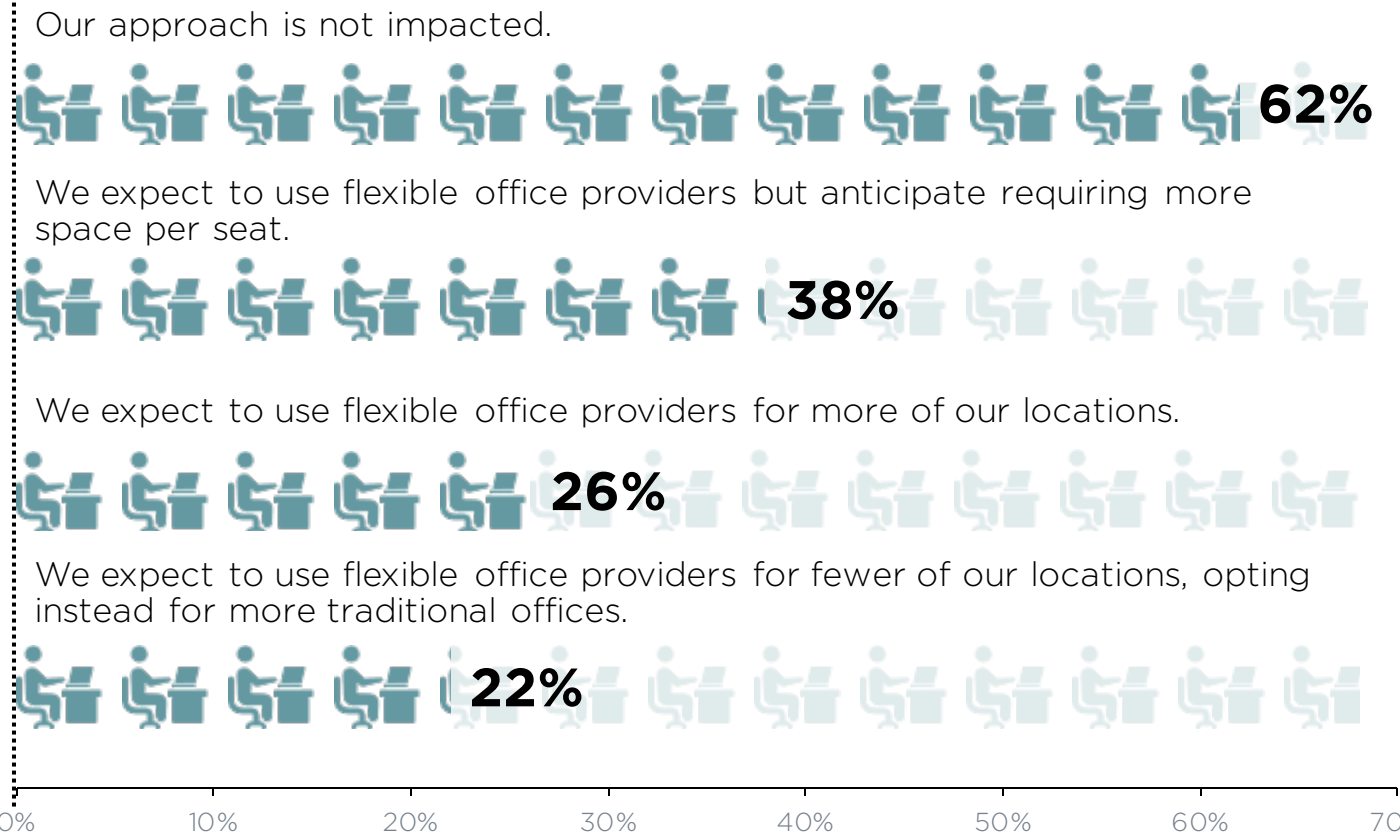 Our approach is not impacted.
62%
We expect to use flexible office providers but anticipate requiring more
space per seat.
38%
We expect to use flexible office providers for more of our locations.
26%
We expect to use flexible office providers for fewer of our locations, opting
instead for more traditional offices.
22%
0% 10% 20% 30% 40% 50% 60% 70